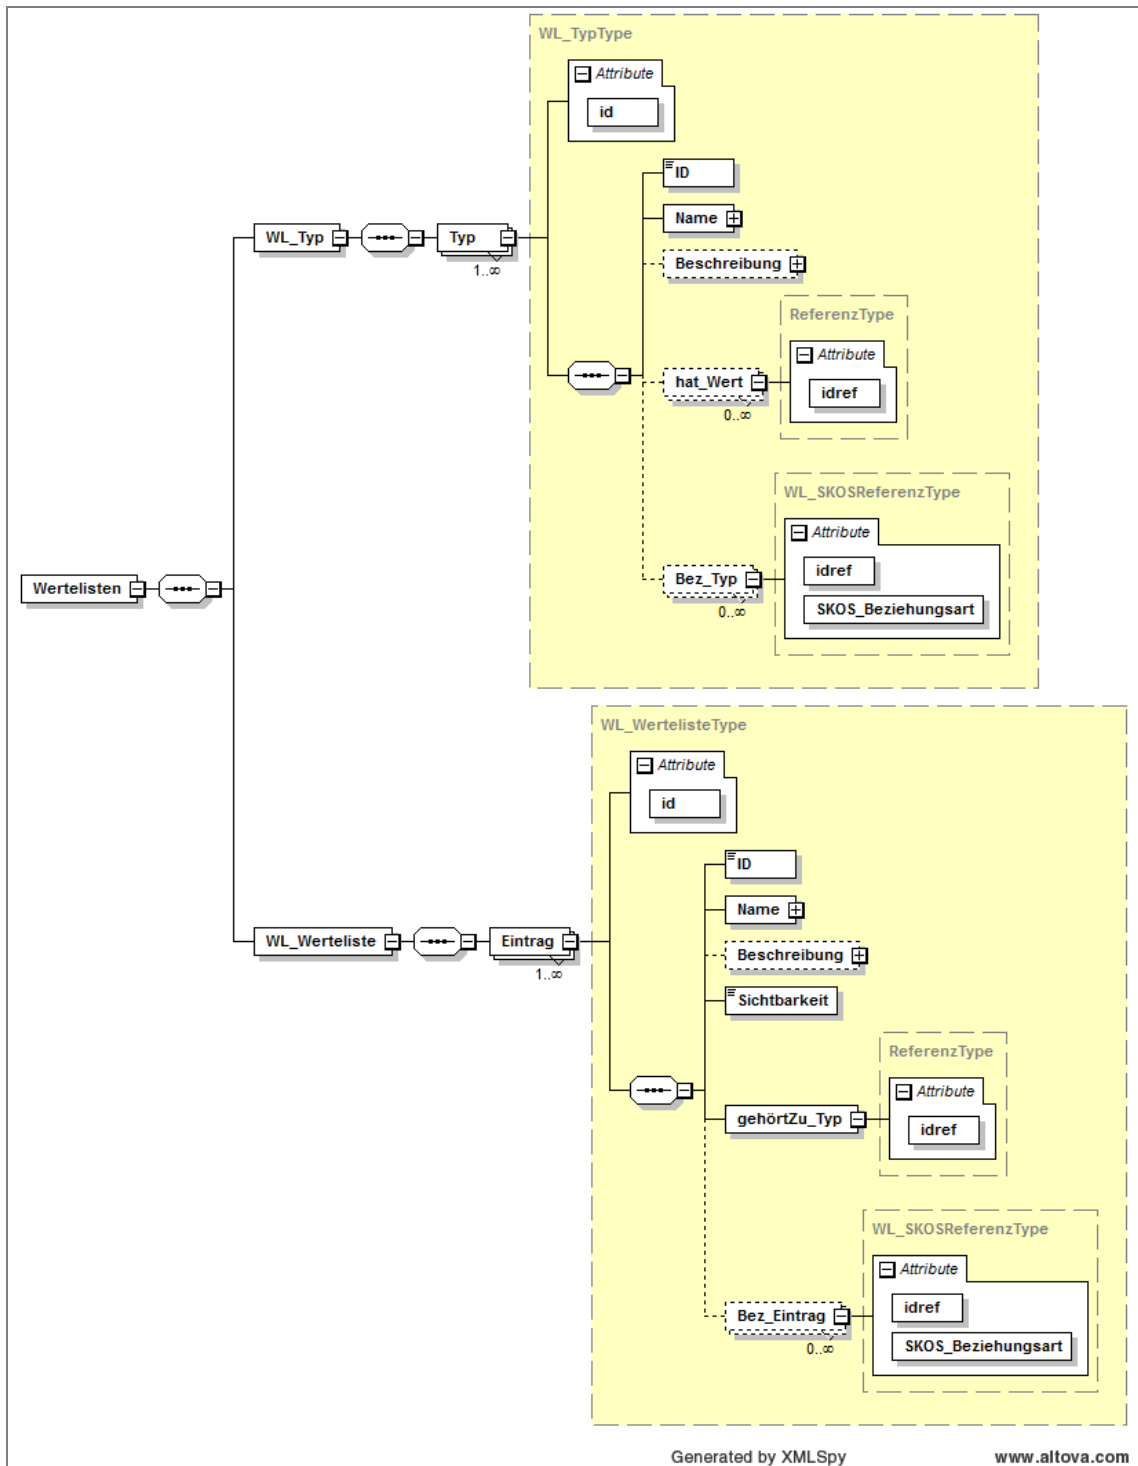 WL_TypType
Attribute
id
ID
Name
Beschreibung
WL_Typ
Typ
1..∞
ReferenzType
Attribute
hat_Wert
idref
0..∞
WL_SKOSReferenzType
Attribute
Bez_Typ
idref
0..∞
SKOS_Beziehungsart
Wertelisten
WL_WertelisteType
Attribute
id
ID
Name
WL_Werteliste
Eintrag
1..∞
Beschreibung
Sichtbarkeit
ReferenzType
Attribute
gehörtZu_Typ
idref
WL_SKOSReferenzType
Attribute
Bez_Eintrag
idref
0..∞
SKOS_Beziehungsart
Generated by XMLSpy www.altova.com